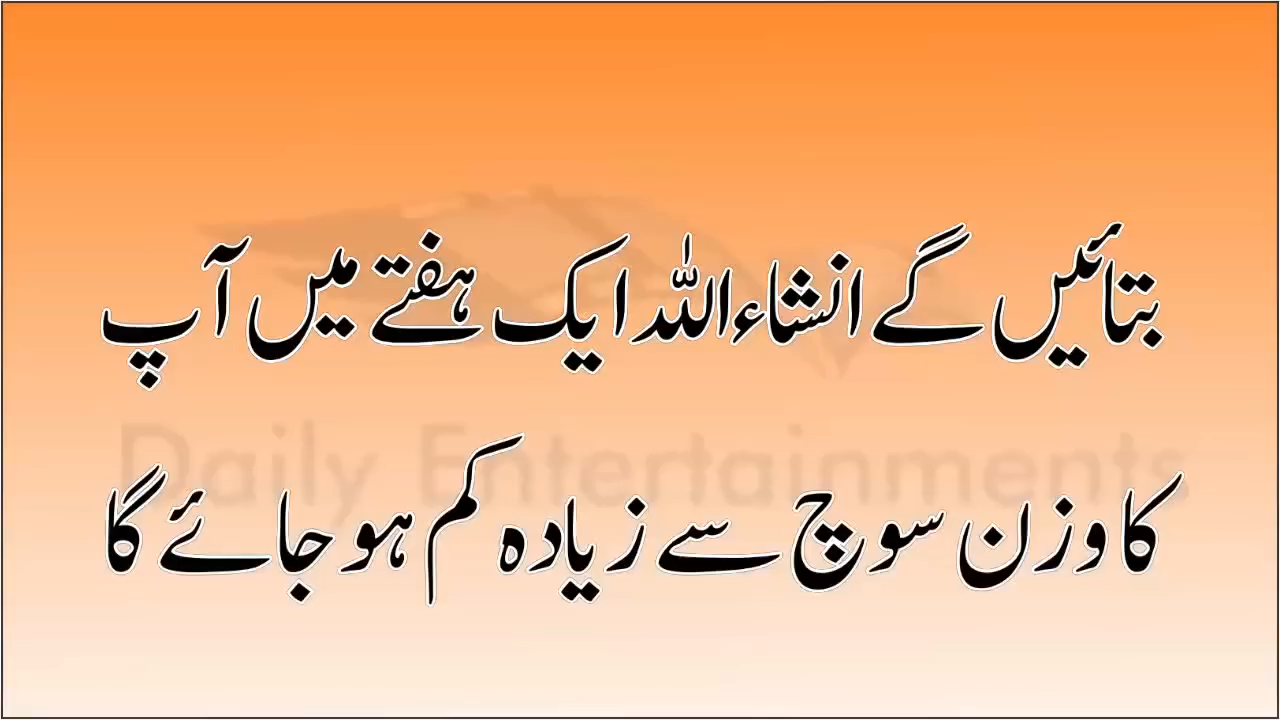 بتائیں گے انشاءاللہ ایک ہفتے میں آپ
Daily Entertainments
کا وزن سوچ سے زیادہ کم ہو جائے گا